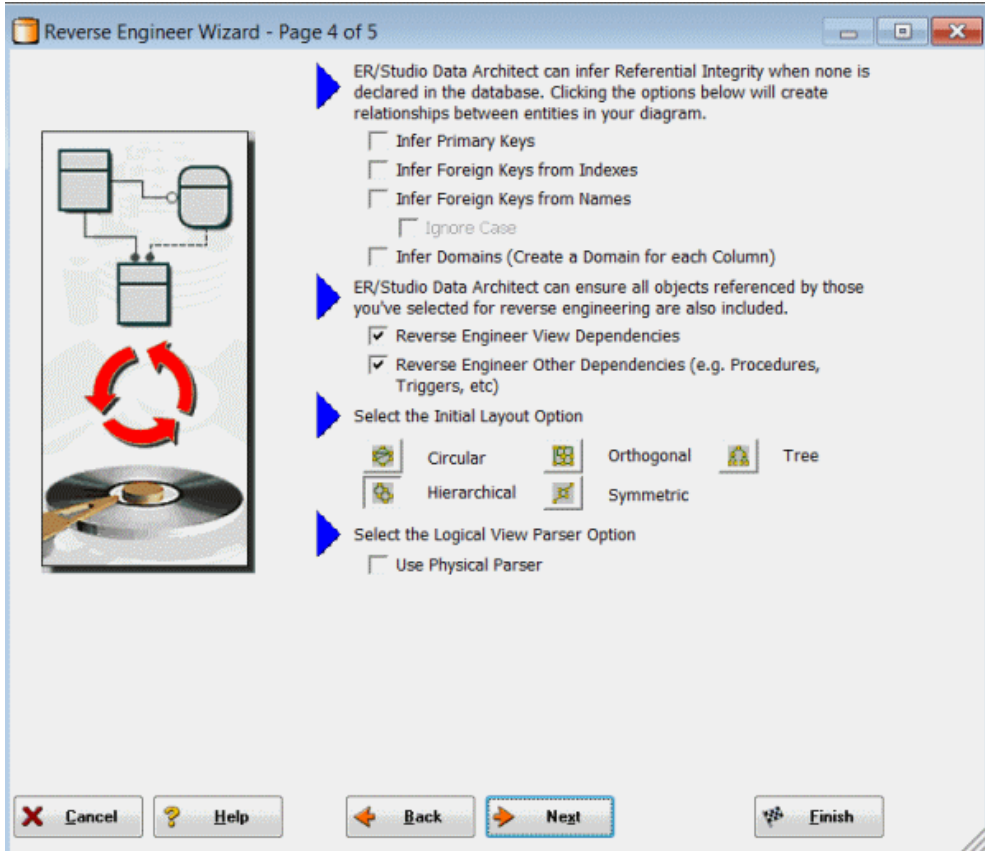 Reverse Engineer Wizard - Page 4 of 5
ER/Studio Data Architect can infer Referential Integrity when none is
declared in the database. Clicking the options below will create
relationships between entities in your diagram.
Infer Primary Keys
Infer Foreign Keys from Indexes
Infer Foreign Keys from Names
Ignore Case
Infer Domains (Create a Domain for each Column)
ER/Studio Data Architect can ensure all objects referenced by those
you've selected for reverse engineering are also included.
Reverse Engineer View Dependencies
Reverse Engineer Other Dependencies (e.g. Procedures,
Triggers, etc)
Select the Initial Layout Option
Circular Orthogonal Tree
Hierarchical Symmetric
Select the Logical View Parser Option
Use Physical Parser
Cancel Help Back Next Finish